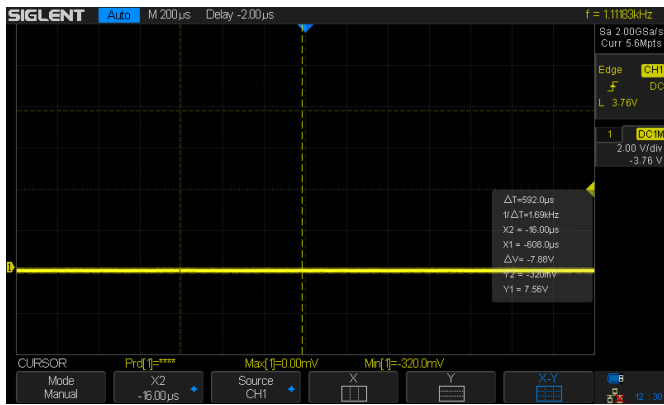 SIGLENT Auto M 200µs Delay -2.00µs f = 1.11183kHz
Sa 2.00GSa/s
Curr 5.6Mpts
Edge CH1
DC
L 3.76V
1 DC1M
2.00 V/div
-3.76 V
△T=592.0µs
1/△T=1.69kHz
X2 = -16.00µs
X1 = -608.0µs
△V= -7.88V
Y2 = -320mV
Y1 = 7.56V
1
CURSOR Prd[1]=**** Max[1]=0.00mV Min[1]=-320.0mV
Mode X2 Source X Y X-Y
Manual -16.00µs CH1
12 : 30